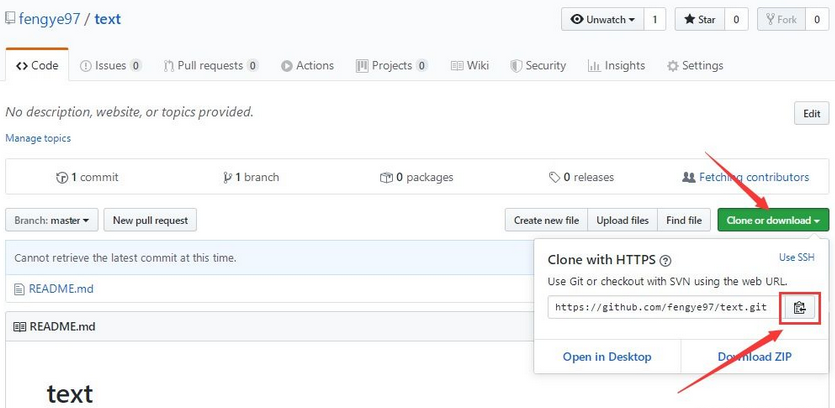 fengye97 / text
Unwatch 1 Star 0 Fork 0
Code Issues 0 Pull requests 0 Actions Projects 0 Wiki Security Insights Settings
No description, website, or topics provided.
Edit
Manage topics
1 commit 1 branch 0 packages 0 releases Fetching contributors
Branch: master New pull request Create new file Upload files Find file Clone or download
Cannot retrieve the latest commit at this time.
README.md
README.md
text
Clone with HTTPS ?
Use SSH
Use Git or checkout with SVN using the web URL.
https://github.com/fengye97/text.git
Open in Desktop Download ZIP